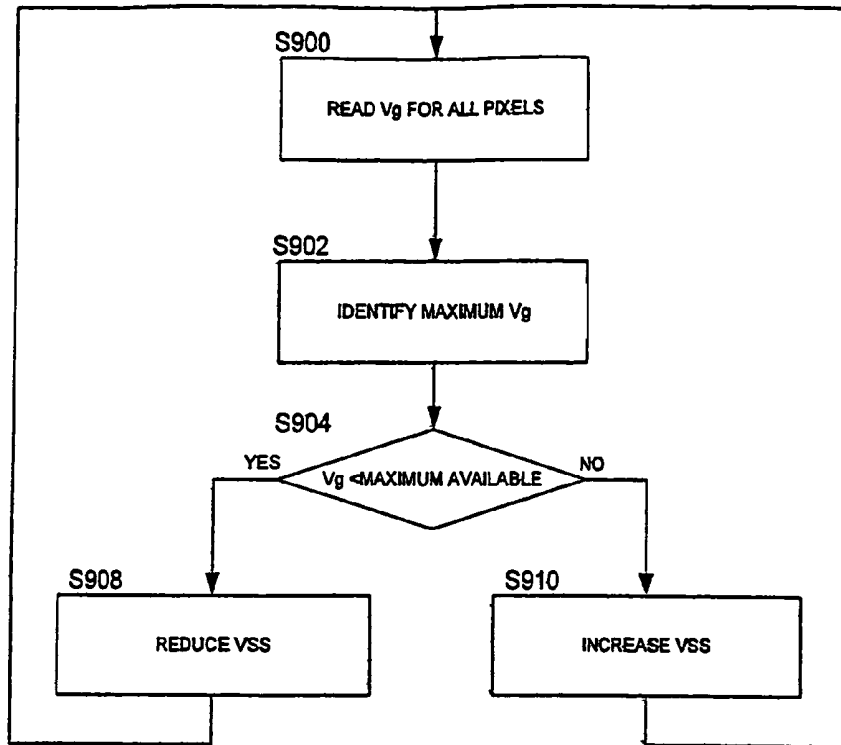 S900
READ Vg FOR ALL PIXELS
S902
IDENTIFY MAXIMUM Vg
S904
YES
Vg <MAXIMUM AVAILABLE
NO
S908
REDUCE VSS
S910
INCREASE VSS